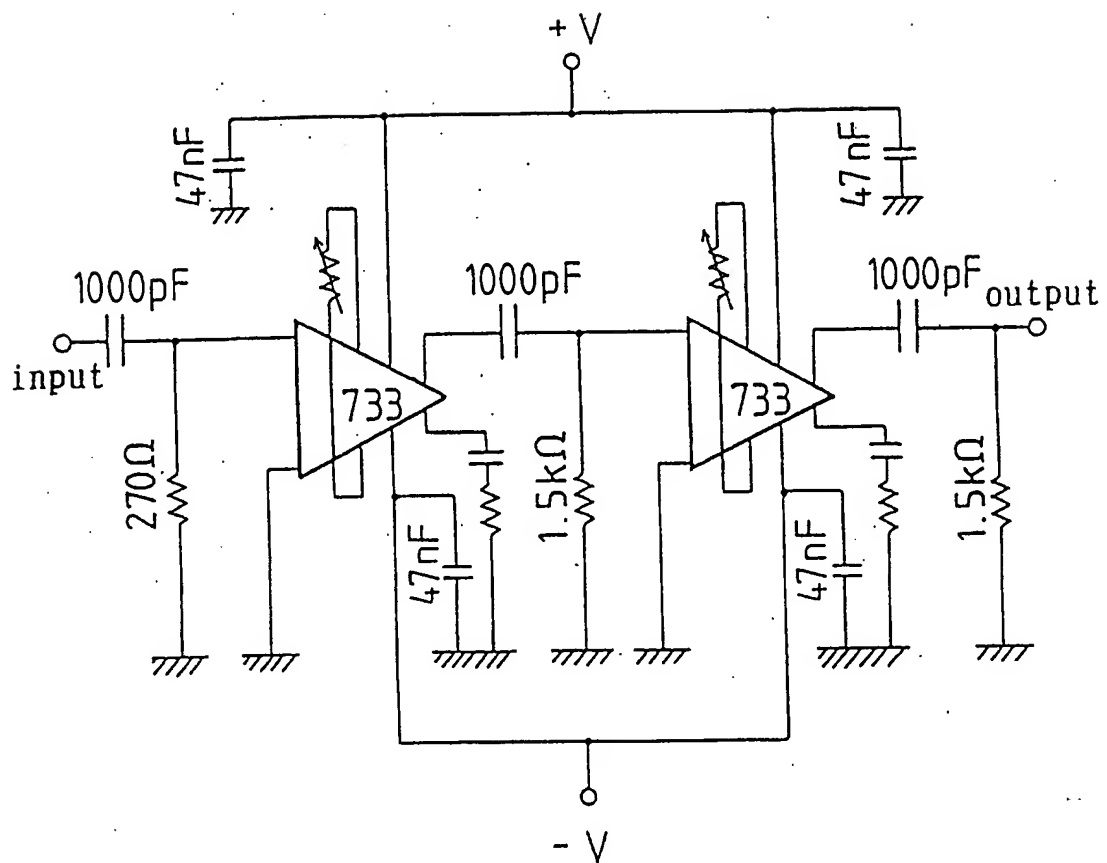 + V
47nF
47nF
1000pF
1000pF
1000pF
input
output
733
733
270Ω
47nF
1.5kΩ
47nF
1.5kΩ
- V